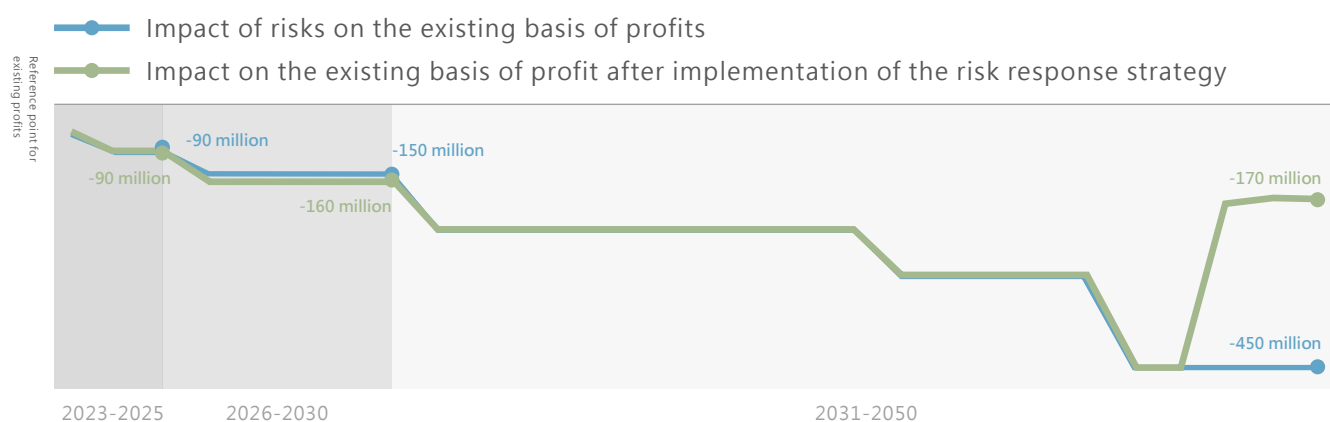 Impact of risks on the existing basis of profits
Impact on the existing basis of profit after implementation of the risk response strategy
Reference point for
existing profits
-90 million
-150 million
-90 million
-160 million
-170 million
-450 million
2023-2025
2026-2030
2031-2050